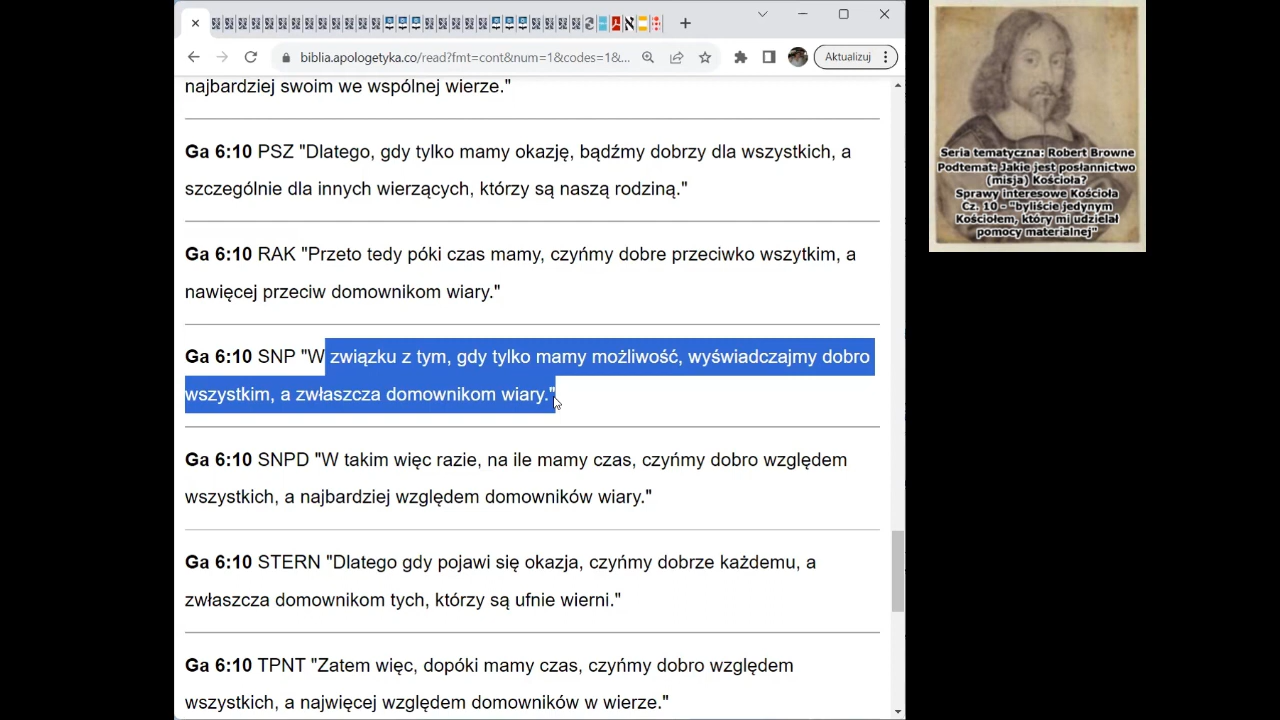 biblia.apologetyka.co/read?fmt=cont&num=1&codes=1&...
Aktualizuj
najbardziej swoim we wspólnej wierze."
Ga 6:10 PSZ "Dlatego, gdy tylko mamy okazję, bądźmy dobrzy dla wszystkich, a
szczególnie dla innych wierzących, którzy są naszą rodziną."
Ga 6:10 RAK "Przeto tedy póki czas mamy, czyńmy dobre przeciwko wszytkim, a
nawięcej przeciw domownikom wiary."
Ga 6:10 SNP "W związku z tym, gdy tylko mamy możliwość, wyświadczajmy dobro
wszystkim, a zwłaszcza domownikom wiary."
Ga 6:10 SNPD "W takim więc razie, na ile mamy czas, czyńmy dobro względem
wszystkich, a najbardziej względem domowników wiary."
Ga 6:10 STERN "Dlatego gdy pojawi się okazja, czyńmy dobrze każdemu, a
zwłaszcza domownikom tych, którzy są ufnie wierni."
Ga 6:10 TPNT "Zatem więc, dopóki mamy czas, czyńmy dobro względem
wszystkich, a najwięcej względem domowników w wierze."
Seria tematyczna: Robert Browne
Podtemat: Jakie jest posłannictwo
(misja) Kościoła?
Sprawy interesowe Kościoła
Cz. 10 - "byliście jedynym
Kościołem, który mi udzielał
pomocy materialnej"